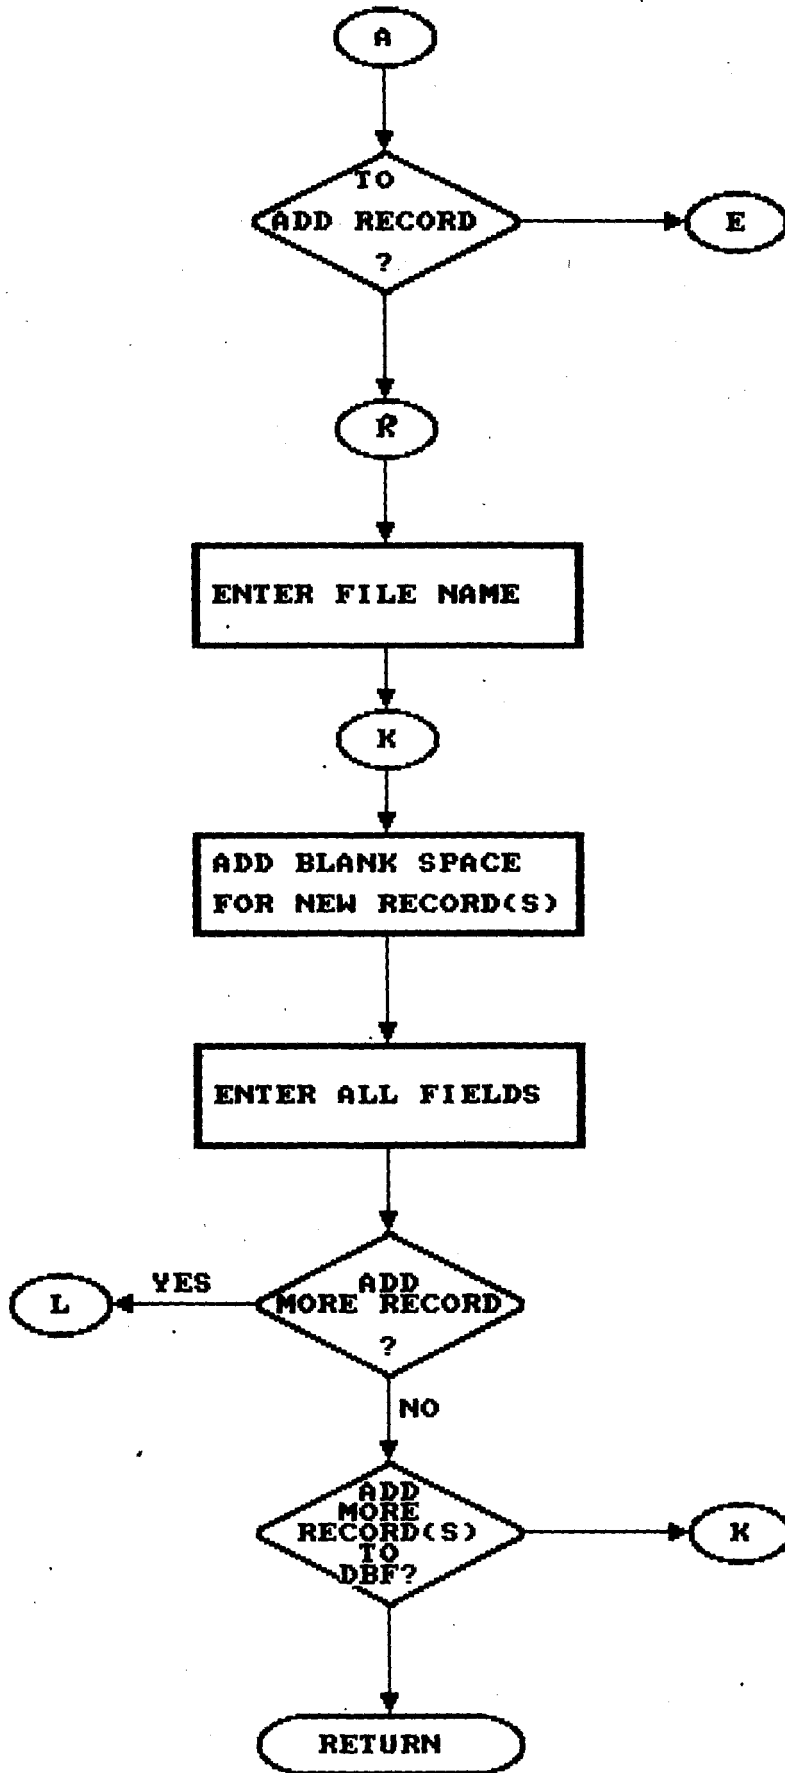 A
TO
ADD RECORD
?
E
R
ENTER FILE NAME
K
ADD BLANK SPACE
FOR NEW RECORD(S)
ENTER ALL FIELDS
ADD
MORE RECORD
?
YES
L
NO
ADD
MORE
RECORD(S)
TO
DBF?
K
RETURN